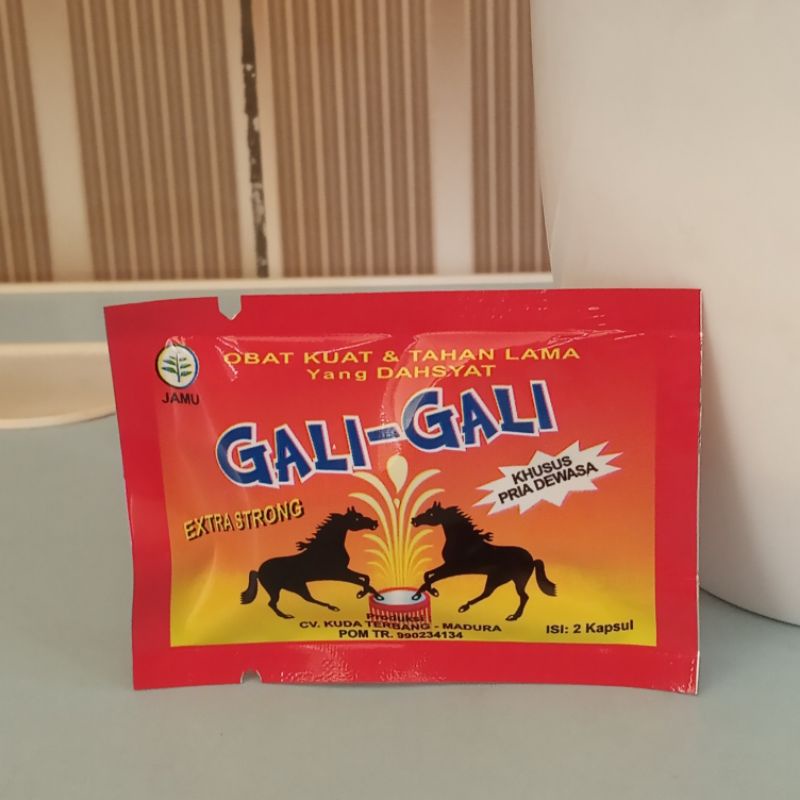 OBAT KUAT & TAHAN LAMA
Yang DAHSYAT
JAMU
GALI-GALI
KHUSUS
PRIA DEWASA
EXTRA STRONG
Produksi
CV. KUDA TERBANG - MADURA
POM TR. 990234134
ISI: 2 Kapsul